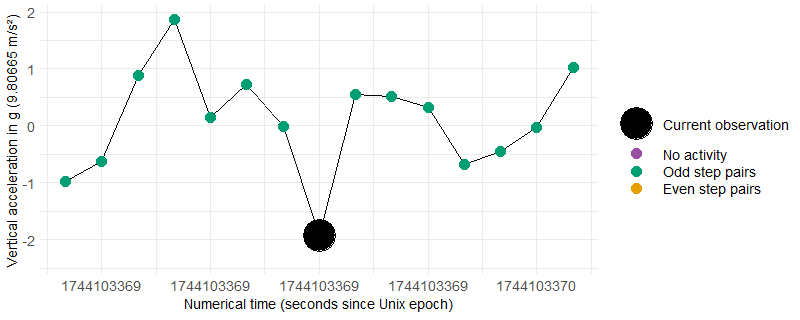 Vertical acceleration in g (9.80665 m/s²)
2
1
0
-1
-2
1744103369 1744103369 1744103369 1744103369 1744103370
Numerical time (seconds since Unix epoch)
Current observation
No activity
Odd step pairs
Even step pairs